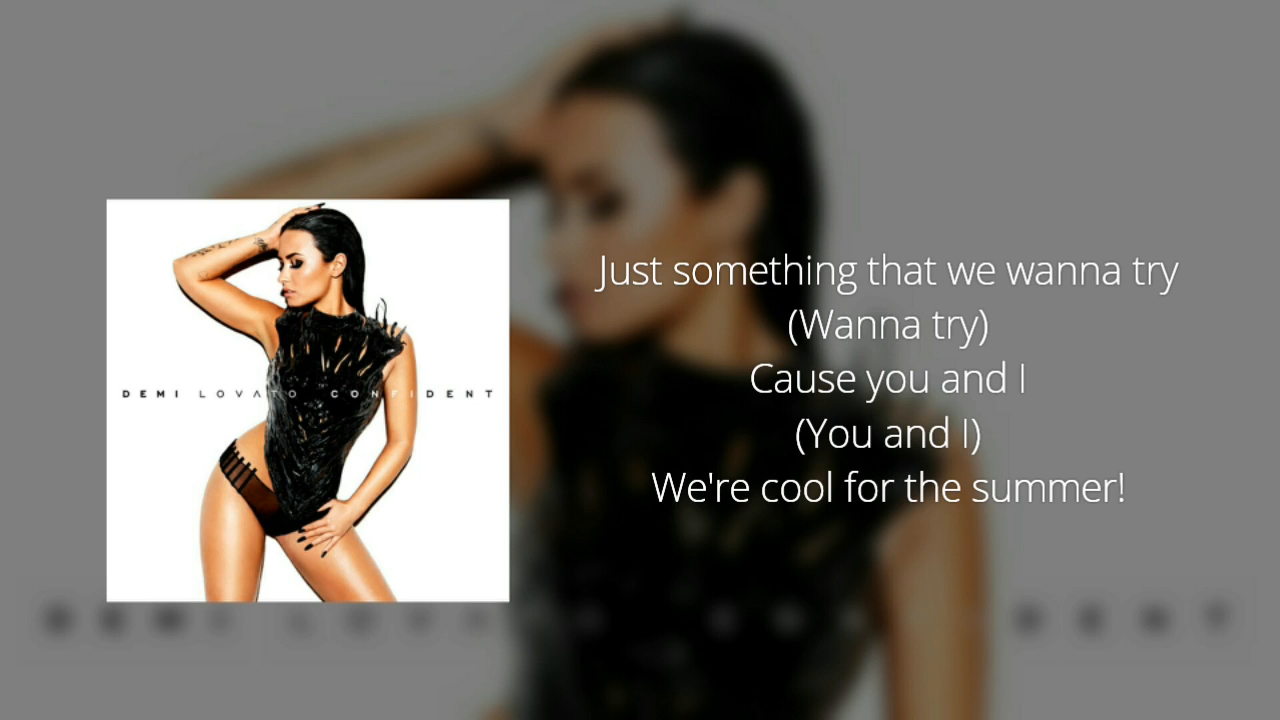 DEMI LOVATO CONFIDENT
Just something that we wanna try
(Wanna try)
Cause you and I
(You and I)
We're cool for the summer!